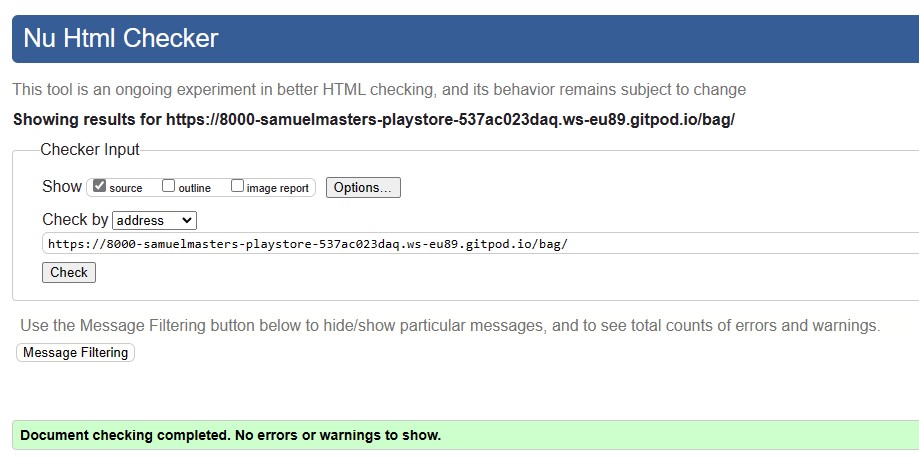 Nu Html Checker
This tool is an ongoing experiment in better HTML checking, and its behavior remains subject to change
Showing results for https://8000-samuelmasters-playstore-537ac023daq.ws-eu89.gitpod.io/bag/
Checker Input
Show source outline image report Options...
Check by address
https://8000-samuelmasters-playstore-537ac023daq.ws-eu89.gitpod.io/bag/
Check
Use the Message Filtering button below to hide/show particular messages, and to see total counts of errors and warnings.
Message Filtering
Document checking completed. No errors or warnings to show.